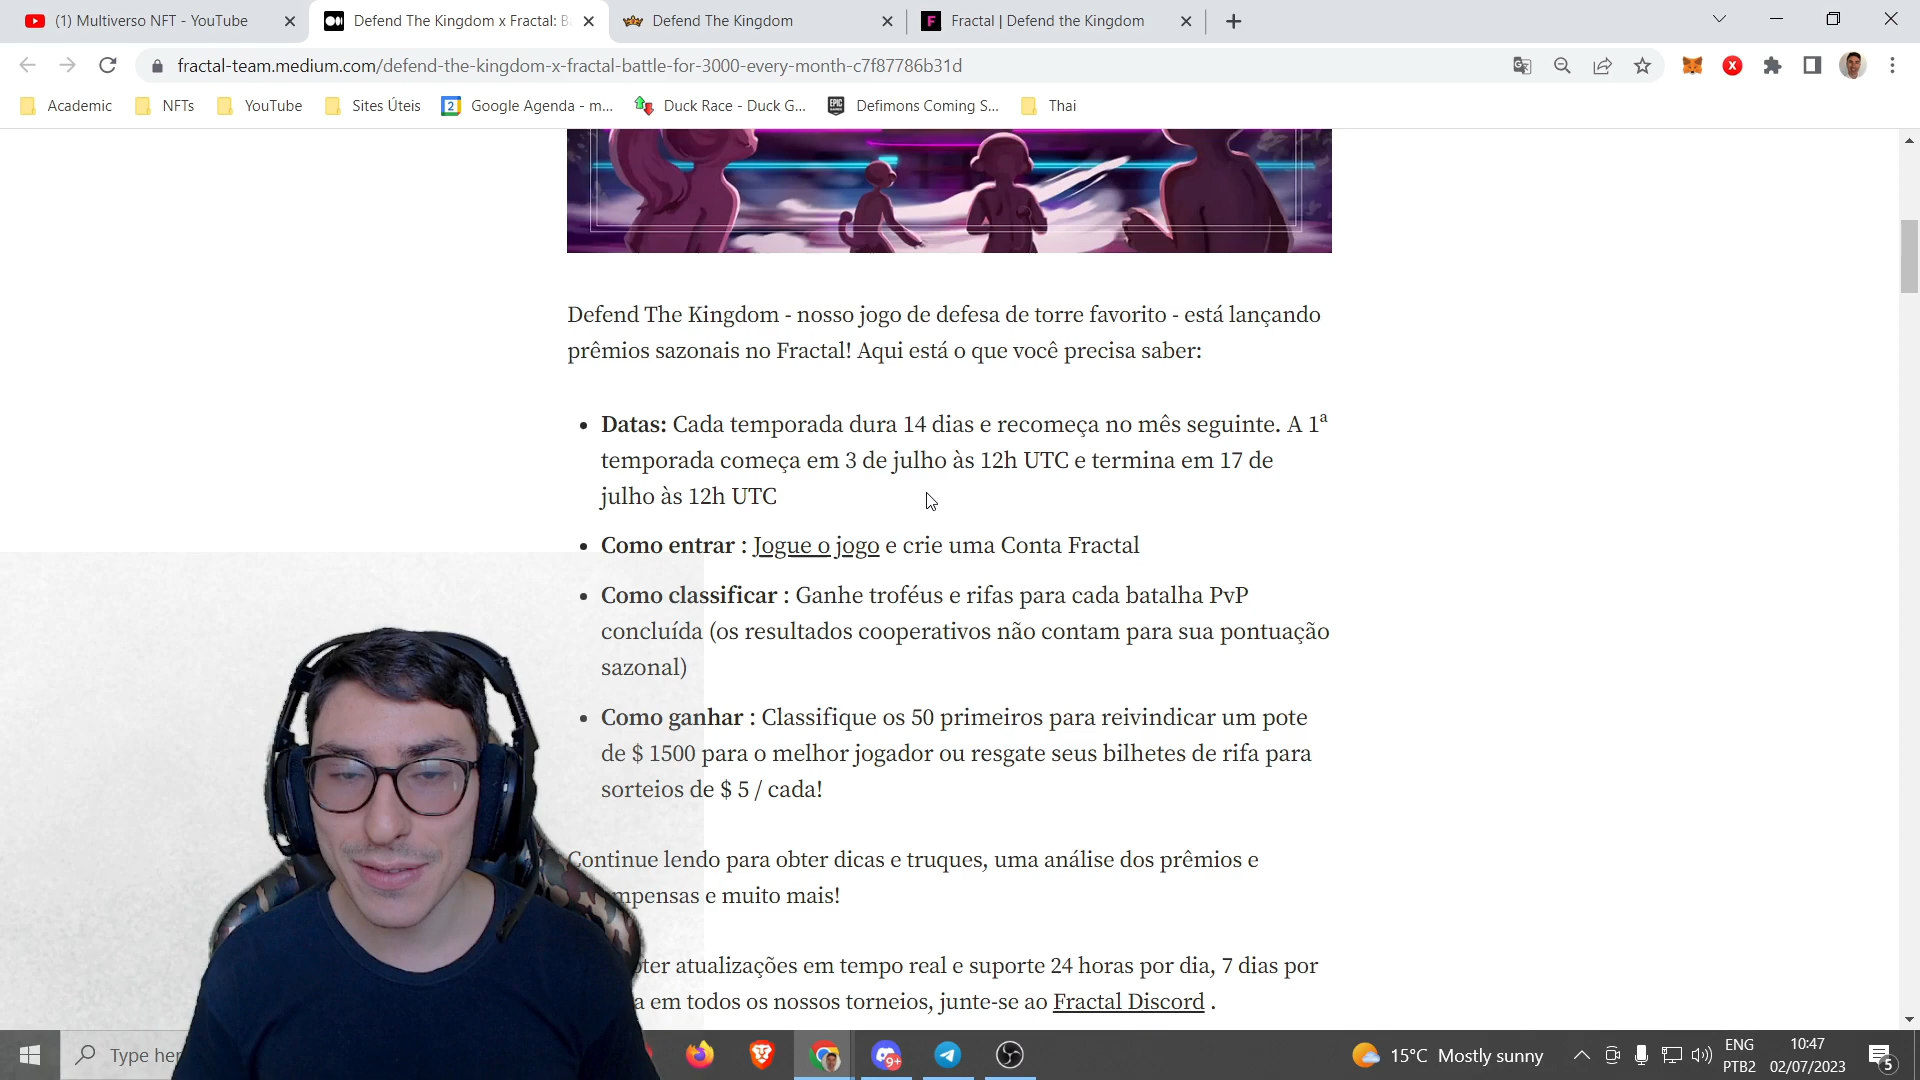 (1) Multiverso NFT - YouTube
Defend The Kingdom x Fractal: B
Defend The Kingdom
Fractal | Defend the Kingdom
fractal-team.medium.com/defend-the-kingdom-x-fractal-battle-for-3000-every-month-c7f87786b31d
Academic
NFTs
YouTube
Sites Úteis
2
Google Agenda - m...
Duck Race - Duck G...
Defimons Coming S...
Thai
Defend The Kingdom - nosso jogo de defesa de torre favorito - está lançando
prêmios sazonais no Fractal! Aqui está o que você precisa saber:
• Datas: Cada temporada dura 14 dias e recomeça no mês seguinte. A 1ª
temporada começa em 3 de julho às 12h UTC e termina em 17 de
julho às 12h UTC
• Como entrar : Jogue o jogo e crie uma Conta Fractal
• Como classificar : Ganhe troféus e rifas para cada batalha PvP
concluída (os resultados cooperativos não contam para sua pontuação
sazonal)
• Como ganhar : Classifique os 50 primeiros para reivindicar um pote
de $ 1500 para o melhor jogador ou resgate seus bilhetes de rifa para
sorteios de $ 5 / cada!
Continue lendo para obter dicas e truques, uma análise dos prêmios e
mpensas e muito mais!
ter atualizações em tempo real e suporte 24 horas por dia, 7 dias por
a em todos os nossos torneios, junte-se ao Fractal Discord .
Type her
9+
15°C Mostly sunny
ENG
PTB2
10:47
02/07/2023
5